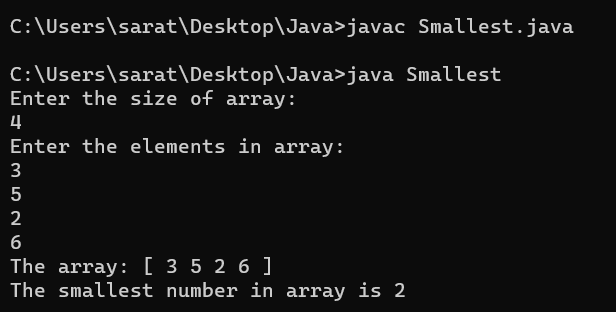 C:\Users\sarat\Desktop\Java>javac Smallest.java
C:\Users\sarat\Desktop\Java>java Smallest
Enter the size of array:
4
Enter the elements in array:
3
5
2
6
The array: [ 3 5 2 6 ]
The smallest number in array is 2